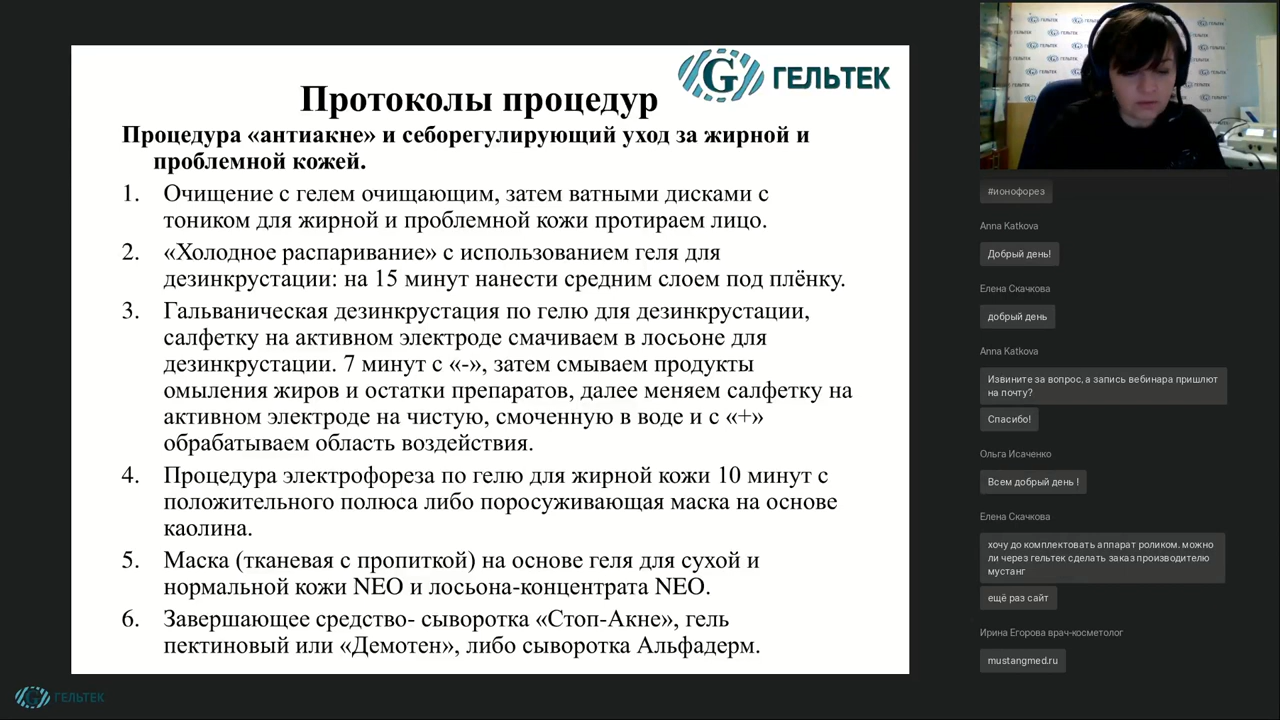 ГЕЛЬТЕК
Протоколы процедур
Процедура «антиакне» и себорегулирующий уход за жирной и
проблемной кожей.
1. Очищение с гелем очищающим, затем ватными дисками с
тоником для жирной и проблемной кожи протираем лицо.
2. «Холодное распаривание» с использованием геля для
дезинкрустации: на 15 минут нанести средним слоем под плёнку.
3. Гальваническая дезинкрустация по гелю для дезинкрустации,
салфетку на активном электроде смачиваем в лосьоне для
дезинкрустации. 7 минут с «-», затем смываем продукты
омыления жиров и остатки препаратов, далее меняем салфетку на
активном электроде на чистую, смоченную в воде и с «+»
обрабатываем область воздействия.
4. Процедура электрофореза по гелю для жирной кожи 10 минут с
положительного полюса либо поросуживающая маска на основе
каолина.
5. Маска (тканевая с пропиткой) на основе геля для сухой и
нормальной кожи NEO и лосьона-концентрата NEO.
6. Завершающее средство- сыворотка «Стоп-Акне», гель
пектиновый или «Демотен», либо сыворотка Альфадерм.
ГЕЛЬТЕК
#ионофорез
Anna Katkova
Добрый день!
Елена Скачкова
добрый день
Anna Katkova
Извините за вопрос, а запись вебинара пришлют
на почту?
Спасибо!
Ольга Исаченко
Всем добрый день !
Елена Скачкова
хочу до комплектовать аппарат роликом. можно
ли через гельтек сделать заказ производителю
мустанг
ещё раз сайт
Ирина Егорова врач-косметолог
mustangmed.ru